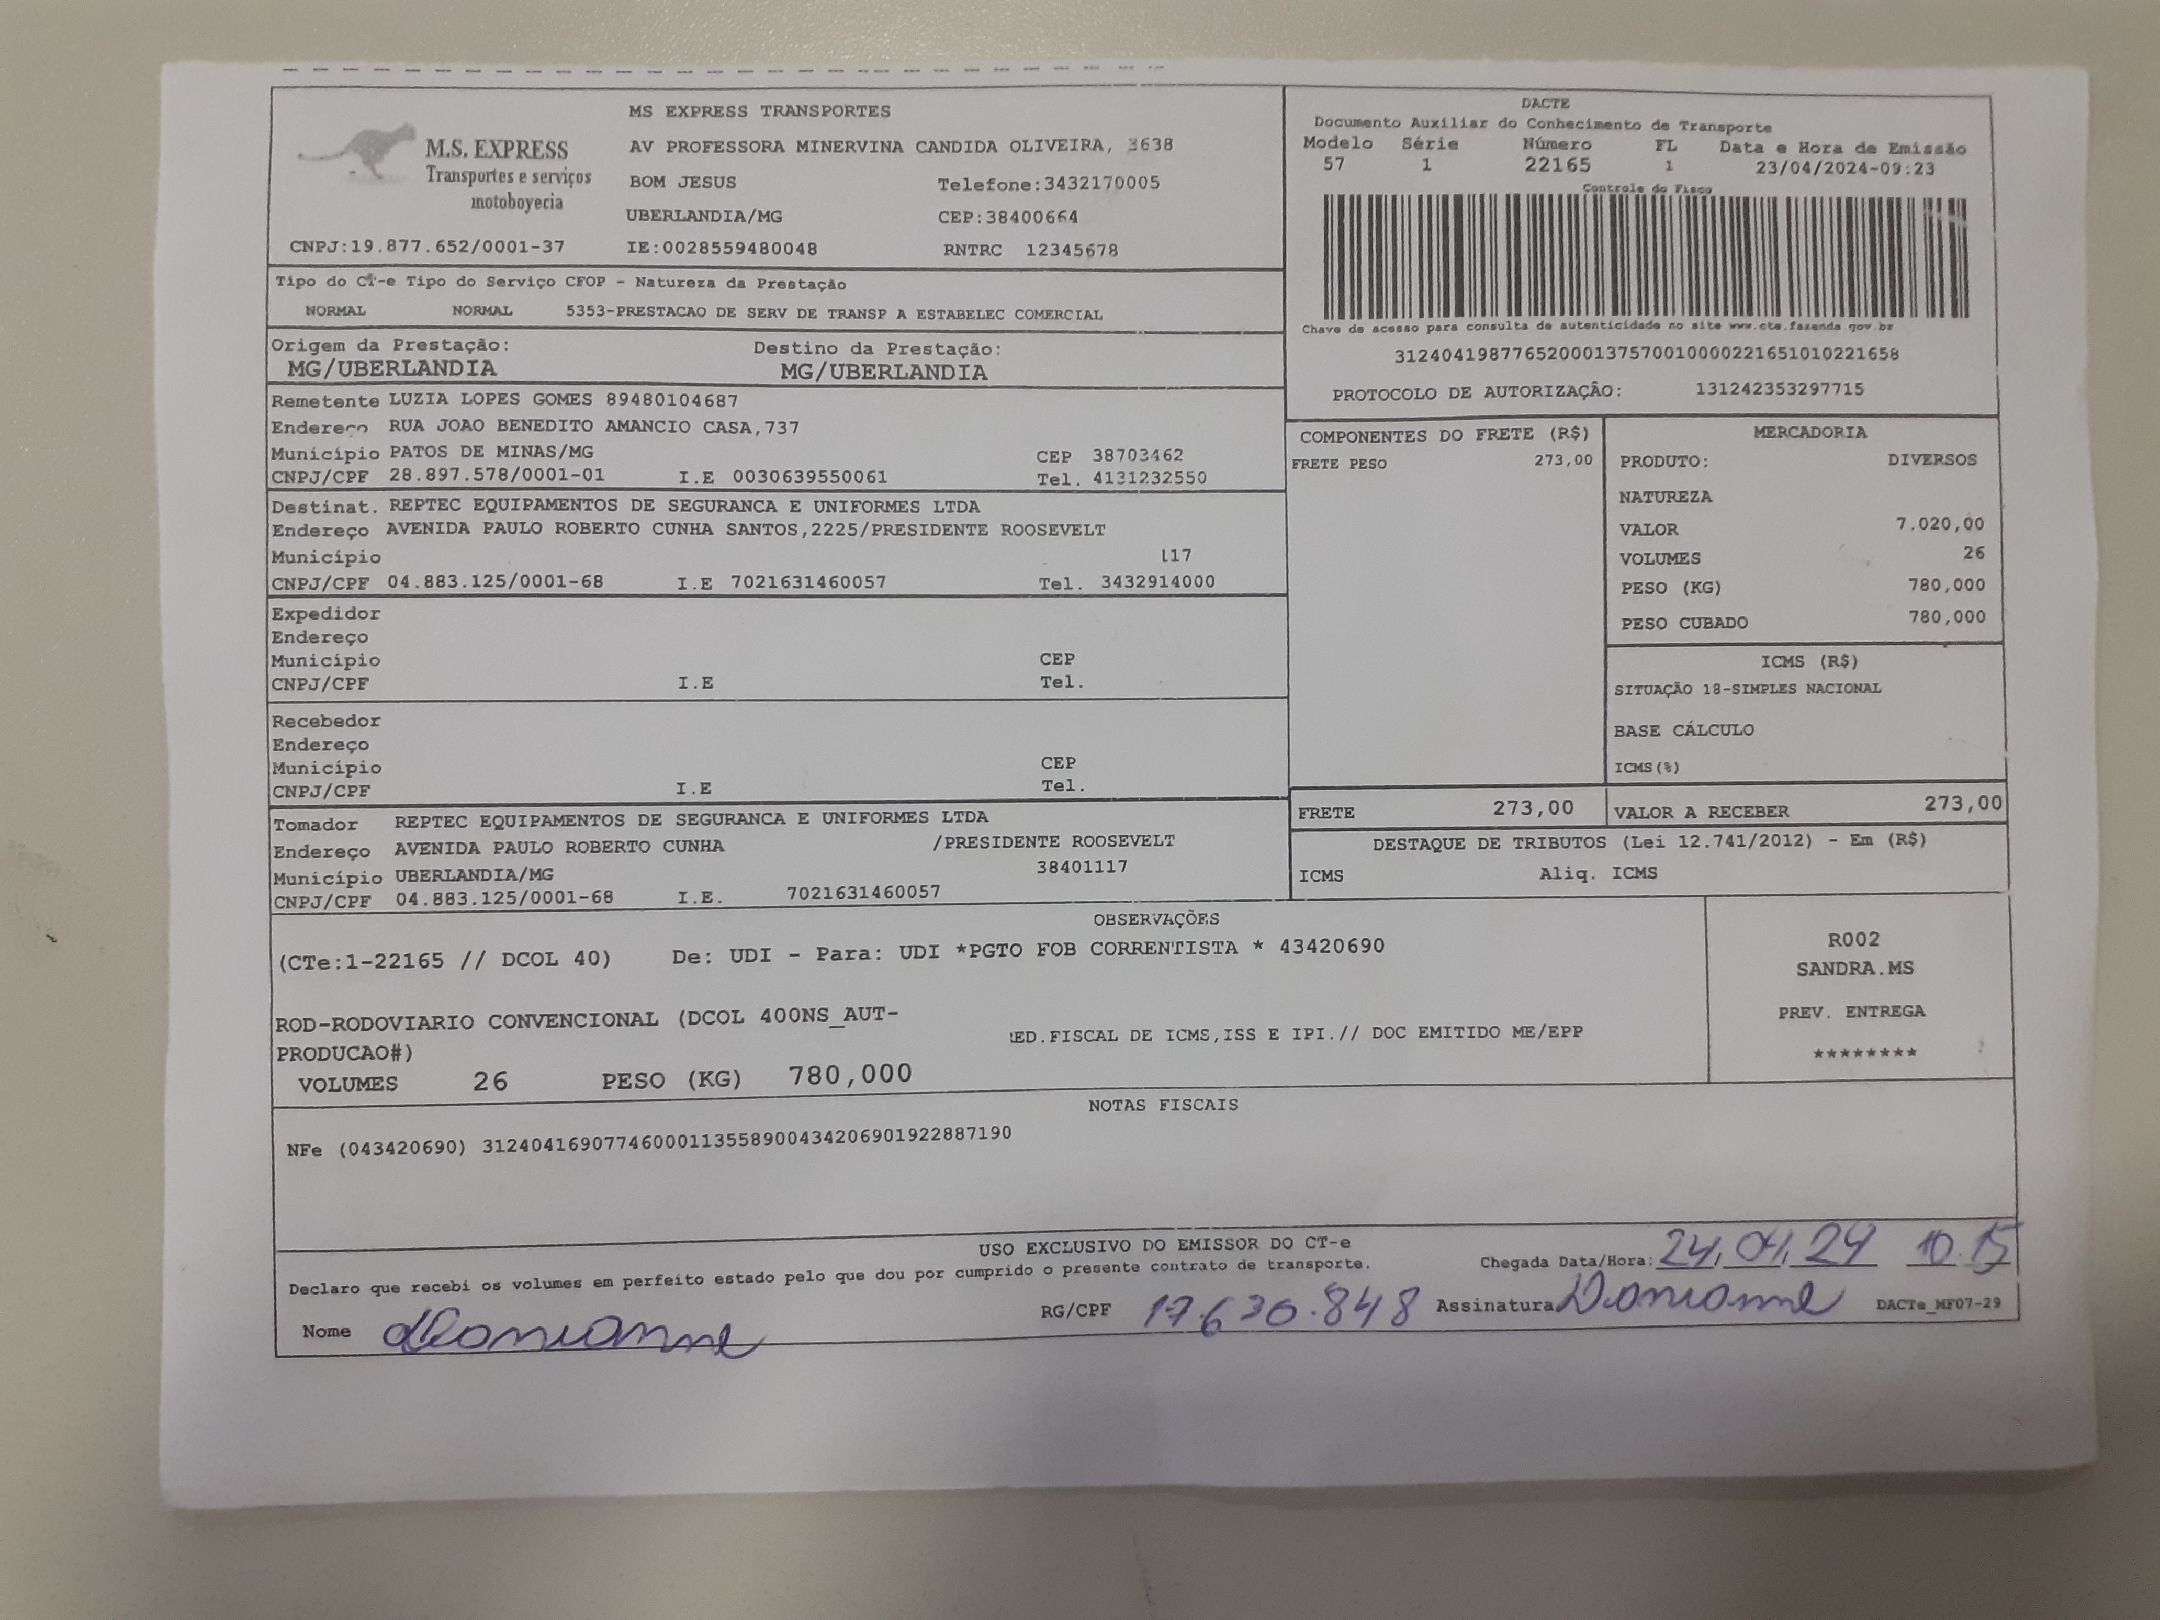 MS EXPRESS TRANSPORTES
M.S. EXPRESS
Transportes e serviços
motoboyecia
AV PROFESSORA MINERVINA CANDIDA OLIVEIRA, 3638
BOM JESUS Telefone:3432170005
UBERLANDIA/MG CEP:38400664
CNPJ:19.877.652/0001-37 IE:0028559480048 RNTRC 12345678
DACTE
Documento Auxiliar do Conhecimento de Transporte
Modelo Série Número FL Data e Hora de Emissão
57 1 22165 1 23/04/2024-09:23
Controle do Fisco
Chave de acesso para consulta de autenticidade no site www.cte.fazenda.gov.br
31240419877652000137570010000221651010221658
PROTOCOLO DE AUTORIZAÇÃO: 131242353297715
Tipo do CT-e Tipo do Serviço CFOP - Natureza da Prestação
NORMAL NORMAL 5353-PRESTACAO DE SERV DE TRANSP A ESTABELEC COMERCIAL
Origem da Prestação: Destino da Prestação:
MG/UBERLANDIA MG/UBERLANDIA
Remetente LUZIA LOPES GOMES 89480104687
Endereço RUA JOAO BENEDITO AMANCIO CASA,737
Município PATOS DE MINAS/MG CEP 38703462
CNPJ/CPF 28.897.578/0001-01 I.E 0030639550061 Tel. 4131232550
Destinat. REPTEC EQUIPAMENTOS DE SEGURANCA E UNIFORMES LTDA
Endereço AVENIDA PAULO ROBERTO CUNHA SANTOS,2225/PRESIDENTE ROOSEVELT
Município 117
CNPJ/CPF 04.883.125/0001-68 I.E 7021631460057 Tel. 3432914000
Expedidor
Endereço
Município CEP
CNPJ/CPF I.E Tel.
Recebedor
Endereço
Município CEP
CNPJ/CPF I.E Tel.
Tomador REPTEC EQUIPAMENTOS DE SEGURANCA E UNIFORMES LTDA
Endereço AVENIDA PAULO ROBERTO CUNHA /PRESIDENTE ROOSEVELT
Município UBERLANDIA/MG 38401117
CNPJ/CPF 04.883.125/0001-68 I.E. 7021631460057
COMPONENTES DO FRETE (R$)
FRETE PESO 273,00
MERCADORIA
PRODUTO: DIVERSOS
NATUREZA
VALOR 7.020,00
VOLUMES 26
PESO (KG) 780,000
PESO CUBADO 780,000
ICMS (R$)
SITUAÇÃO 18-SIMPLES NACIONAL
BASE CÁLCULO
ICMS(%)
FRETE 273,00 VALOR A RECEBER 273,00
DESTAQUE DE TRIBUTOS (Lei 12.741/2012) - Em (R$)
ICMS Aliq. ICMS
OBSERVAÇÕES
(CTe:1-22165 // DCOL 40) De: UDI - Para: UDI *PGTO FOB CORRENTISTA * 43420690
ROD-RODOVIARIO CONVENCIONAL (DCOL 400NS_AUT-
PRODUCAO#)
ED.FISCAL DE ICMS,ISS E IPI.// DOC EMITIDO ME/EPP
VOLUMES 26 PESO (KG) 780,000
R002
SANDRA.MS
PREV. ENTREGA
********
NOTAS FISCAIS
NFe (043420690) 31240416907746000113558900434206901922887190
USO EXCLUSIVO DO EMISSOR DO CT-e
Declaro que recebi os volumes em perfeito estado pelo que dou por cumprido o presente contrato de transporte.
Chegada Data/Hora: 24,04,24 10.15
Nome RG/CPF 17.630.848 Assinatura DACTe_MF07-29